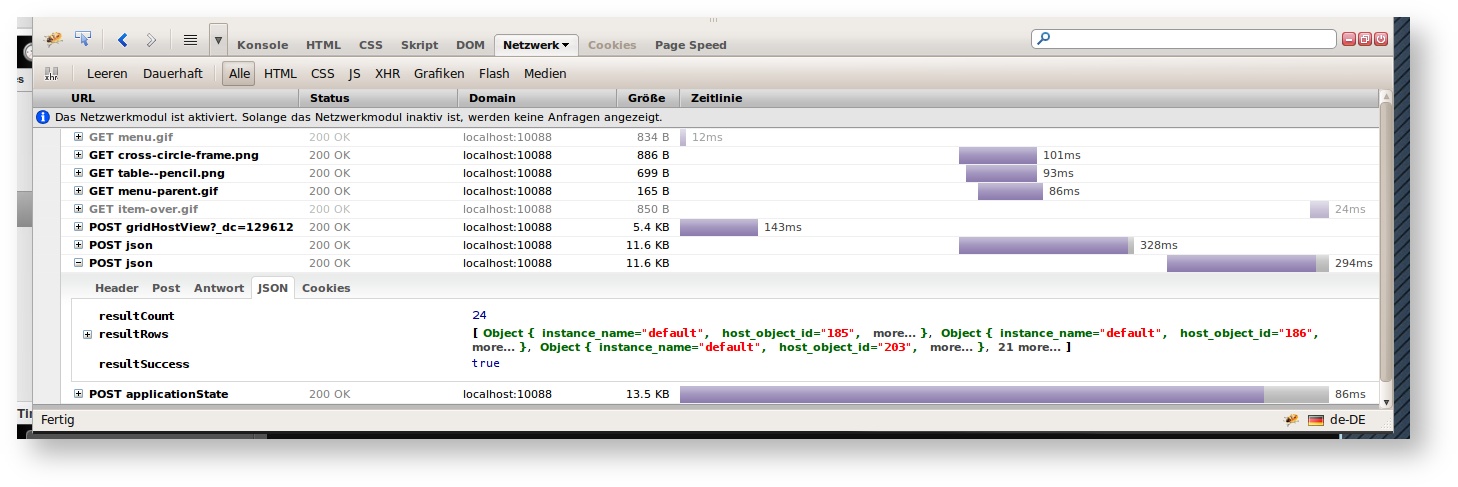 Konsole HTML CSS Skript DOM Netzwerk Cookies Page Speed
xhr Leeren Dauerhaft Alle HTML CSS JS XHR Grafiken Flash Medien
es
URL Status Domain Größe Zeitlinie
Das Netzwerkmodul ist aktiviert. Solange das Netzwerkmodul inaktiv ist, werden keine Anfragen angezeigt.
GET menu.gif 200 OK localhost:10088 834 B 12ms
GET cross-circle-frame.png 200 OK localhost:10088 886 B 101ms
GET table--pencil.png 200 OK localhost:10088 699 B 93ms
GET menu-parent.gif 200 OK localhost:10088 165 B 86ms
GET item-over.gif 200 OK localhost:10088 850 B 24ms
POST gridHostView?_dc=129612 200 OK localhost:10088 5.4 KB 143ms
POST json 200 OK localhost:10088 11.6 KB 328ms
POST json 200 OK localhost:10088 11.6 KB 294ms
Header Post Antwort JSON Cookies
resultCount 24
resultRows [ Object { instance_name="default", host_object_id="185", more... }, Object { instance_name="default", host_object_id="186",
more... }, Object { instance_name="default", host_object_id="203", more... }, 21 more... ]
resultSuccess true
POST applicationState 200 OK localhost:10088 13.5 KB 86ms
Fertig de-DE